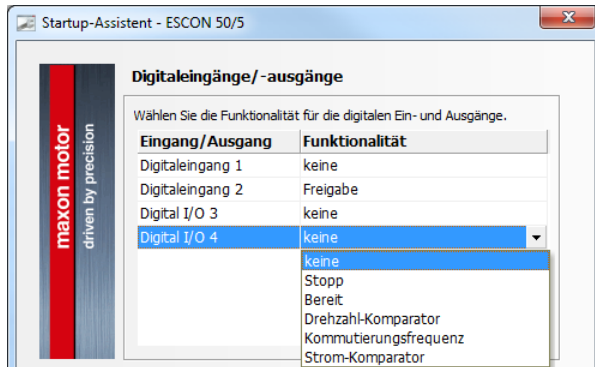 Startup-Assistent - ESCON 50/5
x
maxon motor
driven by precision
Digitaleingänge/-ausgänge
Wählen Sie die Funktionalität für die digitalen Ein- und Ausgänge.
Eingang/Ausgang Funktionalität
Digitaleingang 1 keine
Digitaleingang 2 Freigabe
Digital I/O 3 keine
Digital I/O 4 keine
keine
Stopp
Bereit
Drehzahl-Komparator
Kommutierungsfrequenz
Strom-Komparator